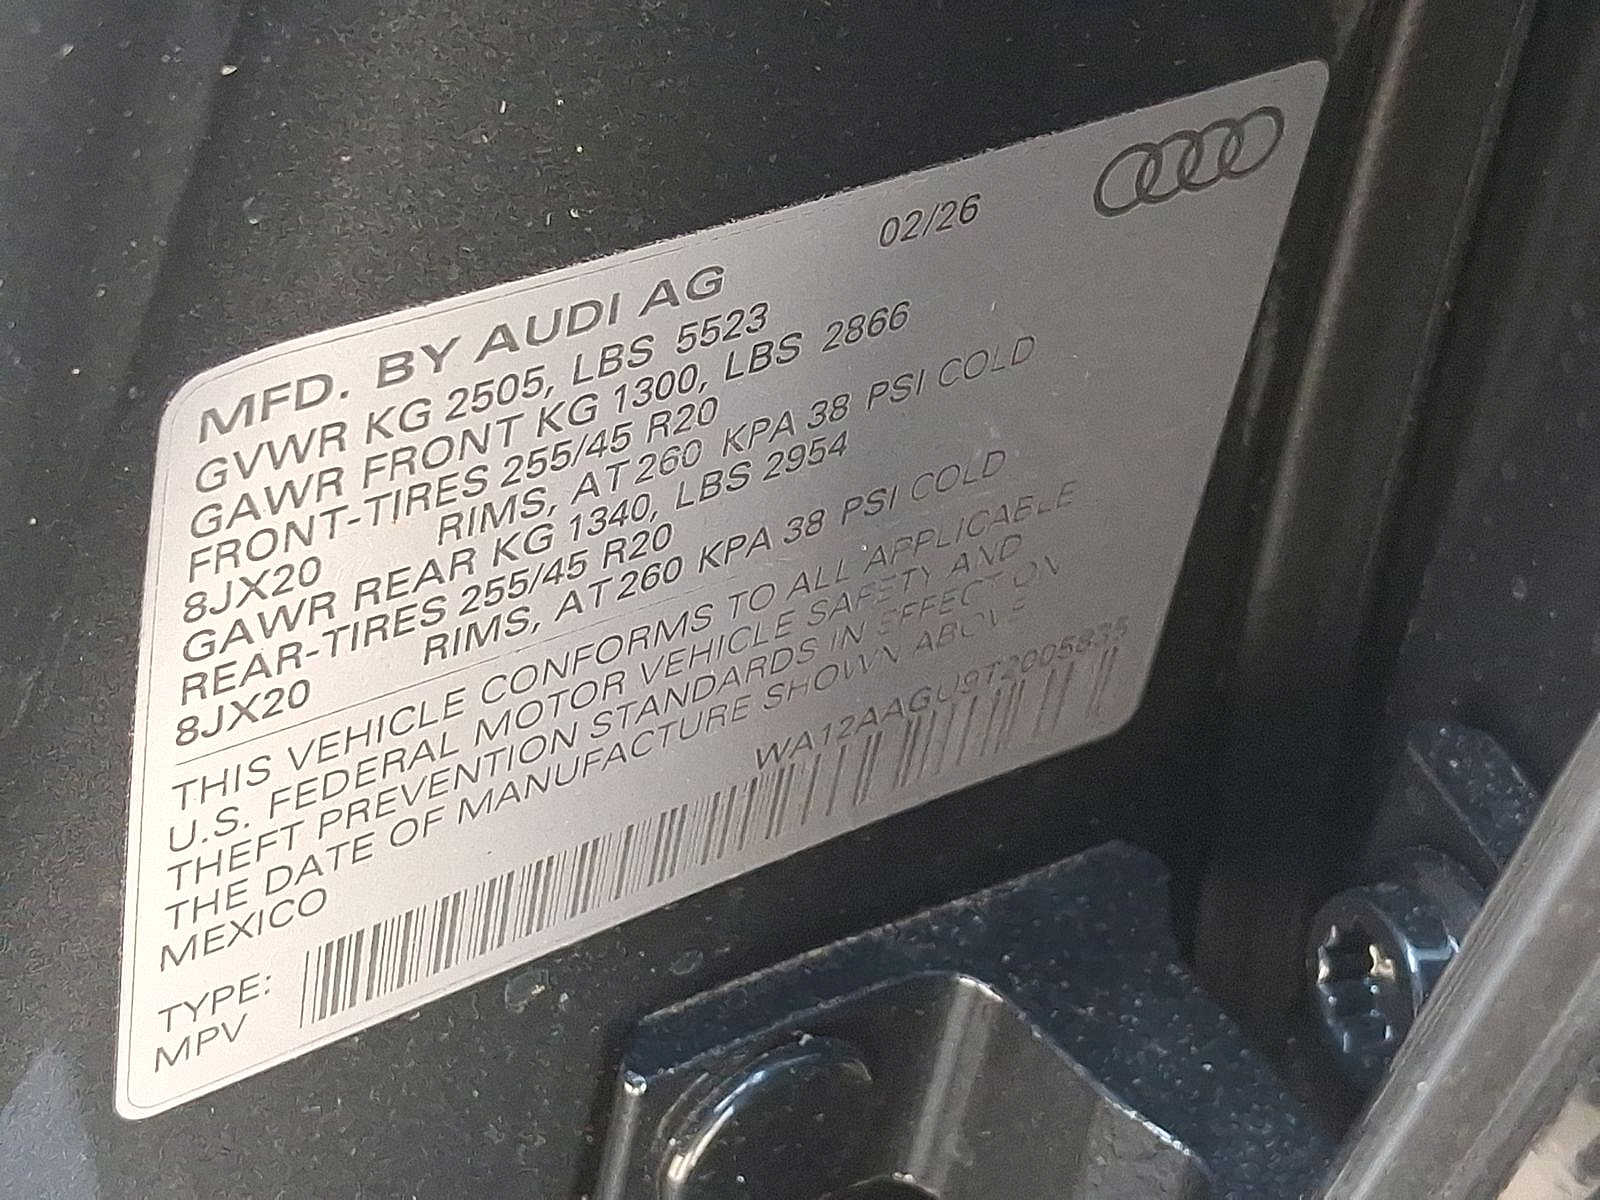 02/26
MFD. BY AUDI AG
GVWR KG 2505, LBS 5523
GAWR FRONT KG 1300, LBS 2866
FRONT-TIRES 255/45 R20
8JX20 RIMS, AT 260 KPA 38 PSI COLD
GAWR REAR KG 1340, LBS 2954
REAR-TIRES 255/45 R20
8JX20 RIMS, AT 260 KPA 38 PSI COLD
THIS VEHICLE CONFORMS TO ALL APPLICABLE
U.S. FEDERAL MOTOR VEHICLE SAFETY AND
THEFT PREVENTION STANDARDS IN EFFECT ON
THE DATE OF MANUFACTURE SHOWN ABOVE
MEXICO
WA12AAGU9T2005835
TYPE:
MPV